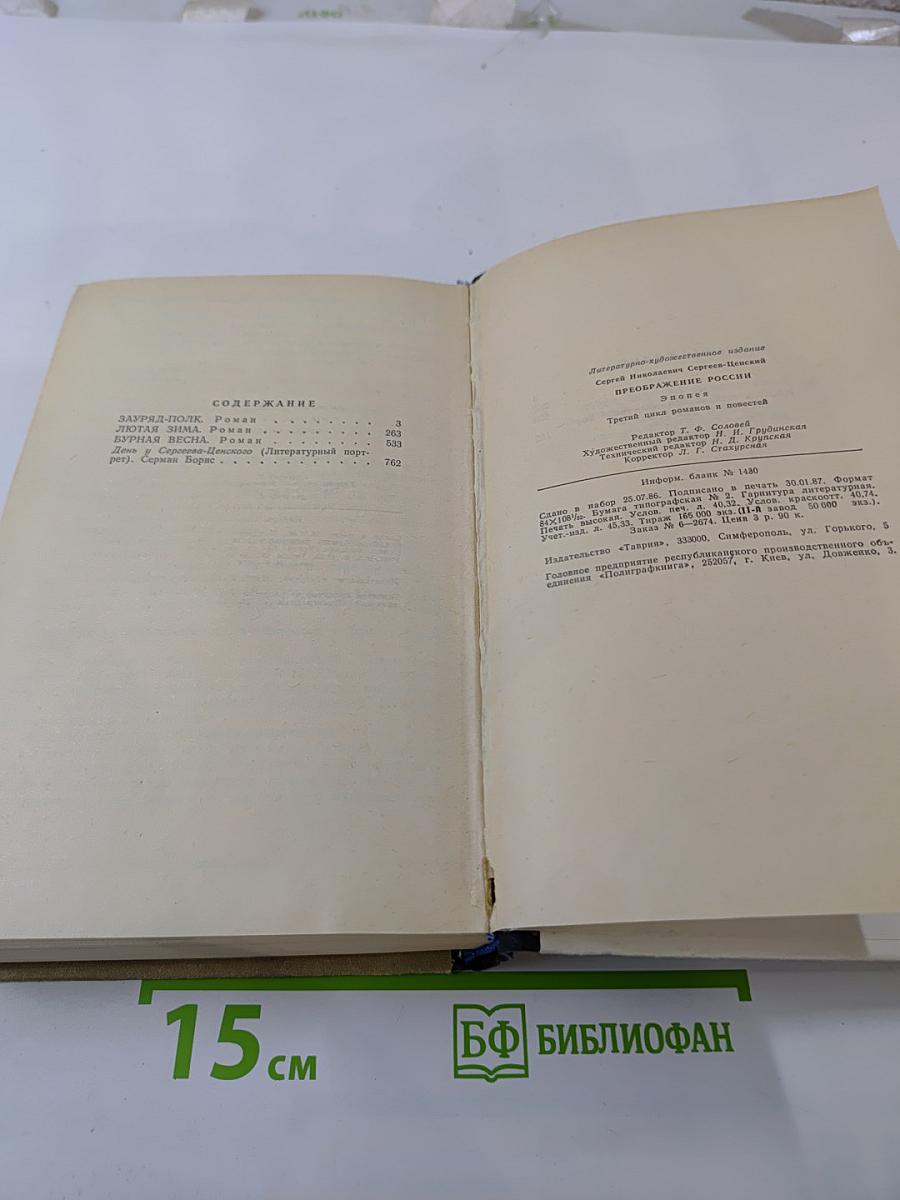 СОДЕРЖАНИЕ
ЗАУРЯД-ПОЛК. Роман . . . . . . . . . 3
ЛЮТАЯ ЗИМА. Роман . . . . . . . . . 263
БУРНАЯ ВЕСНА. Роман . . . . . . . . 533
День у Сергеева-Ценского (Литературный порт-
рет). Серман Борис . . . . . . . . . . . . 762
Литературно-художественное издание
Сергей Николаевич Сергеев-Ценский
ПРЕОБРАЖЕНИЕ РОССИИ
Эпопея
Третий цикл романов и повестей
Редактор Т. Ф. Соловей
Художественный редактор Н. И. Грудинская
Технический редактор Н. Д. Крупская
Корректор Л. Г. Стахурсная
Информ. бланк № 1430
Сдано в набор 25.07.86. Подписано в печать 30.01.87. Формат
84×108¹/₃₂. Бумага типографская № 2. Гарнитура литературная.
Печать высокая. Услов. печ. л. 40,32. Услов. краскоотт. 40,74.
Учет.-изд. л. 45,33. Тираж 165 000 экз. (II-й завод 50 000 экз.).
Заказ № 6—2674. Цена 3 р. 90 к.
Издательство «Таврия», 333000, Симферополь, ул. Горького, 5
Головное предприятие республиканского производственного объ-
единения «Полиграфкнига», 252057, г. Киев, ул. Довженко, 3.
15 см
БФ БИБЛИОФАН